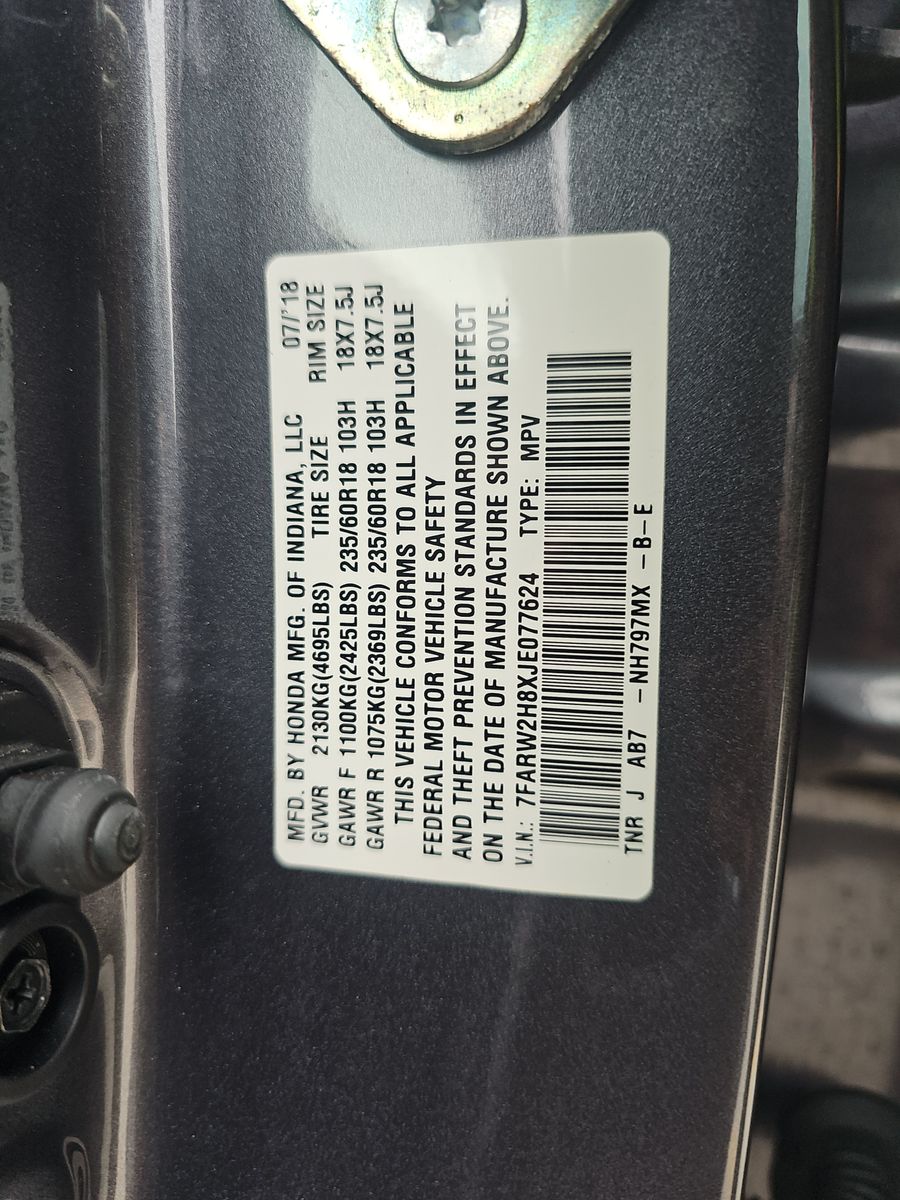 MFD. BY HONDA MFG. OF INDIANA, LLC 07/'18
GVWR 2130KG(4695LBS) TIRE SIZE RIM SIZE
GAWR F 1100KG(2425LBS) 235/60R18 103H 18X7.5J
GAWR R 1075KG(2369LBS) 235/60R18 103H 18X7.5J
THIS VEHICLE CONFORMS TO ALL APPLICABLE
FEDERAL MOTOR VEHICLE SAFETY
AND THEFT PREVENTION STANDARDS IN EFFECT
ON THE DATE OF MANUFACTURE SHOWN ABOVE.
V.I.N.: 7FARW2H8XJE077624 TYPE: MPV
TNR J AB7 -NH797MX -B-E